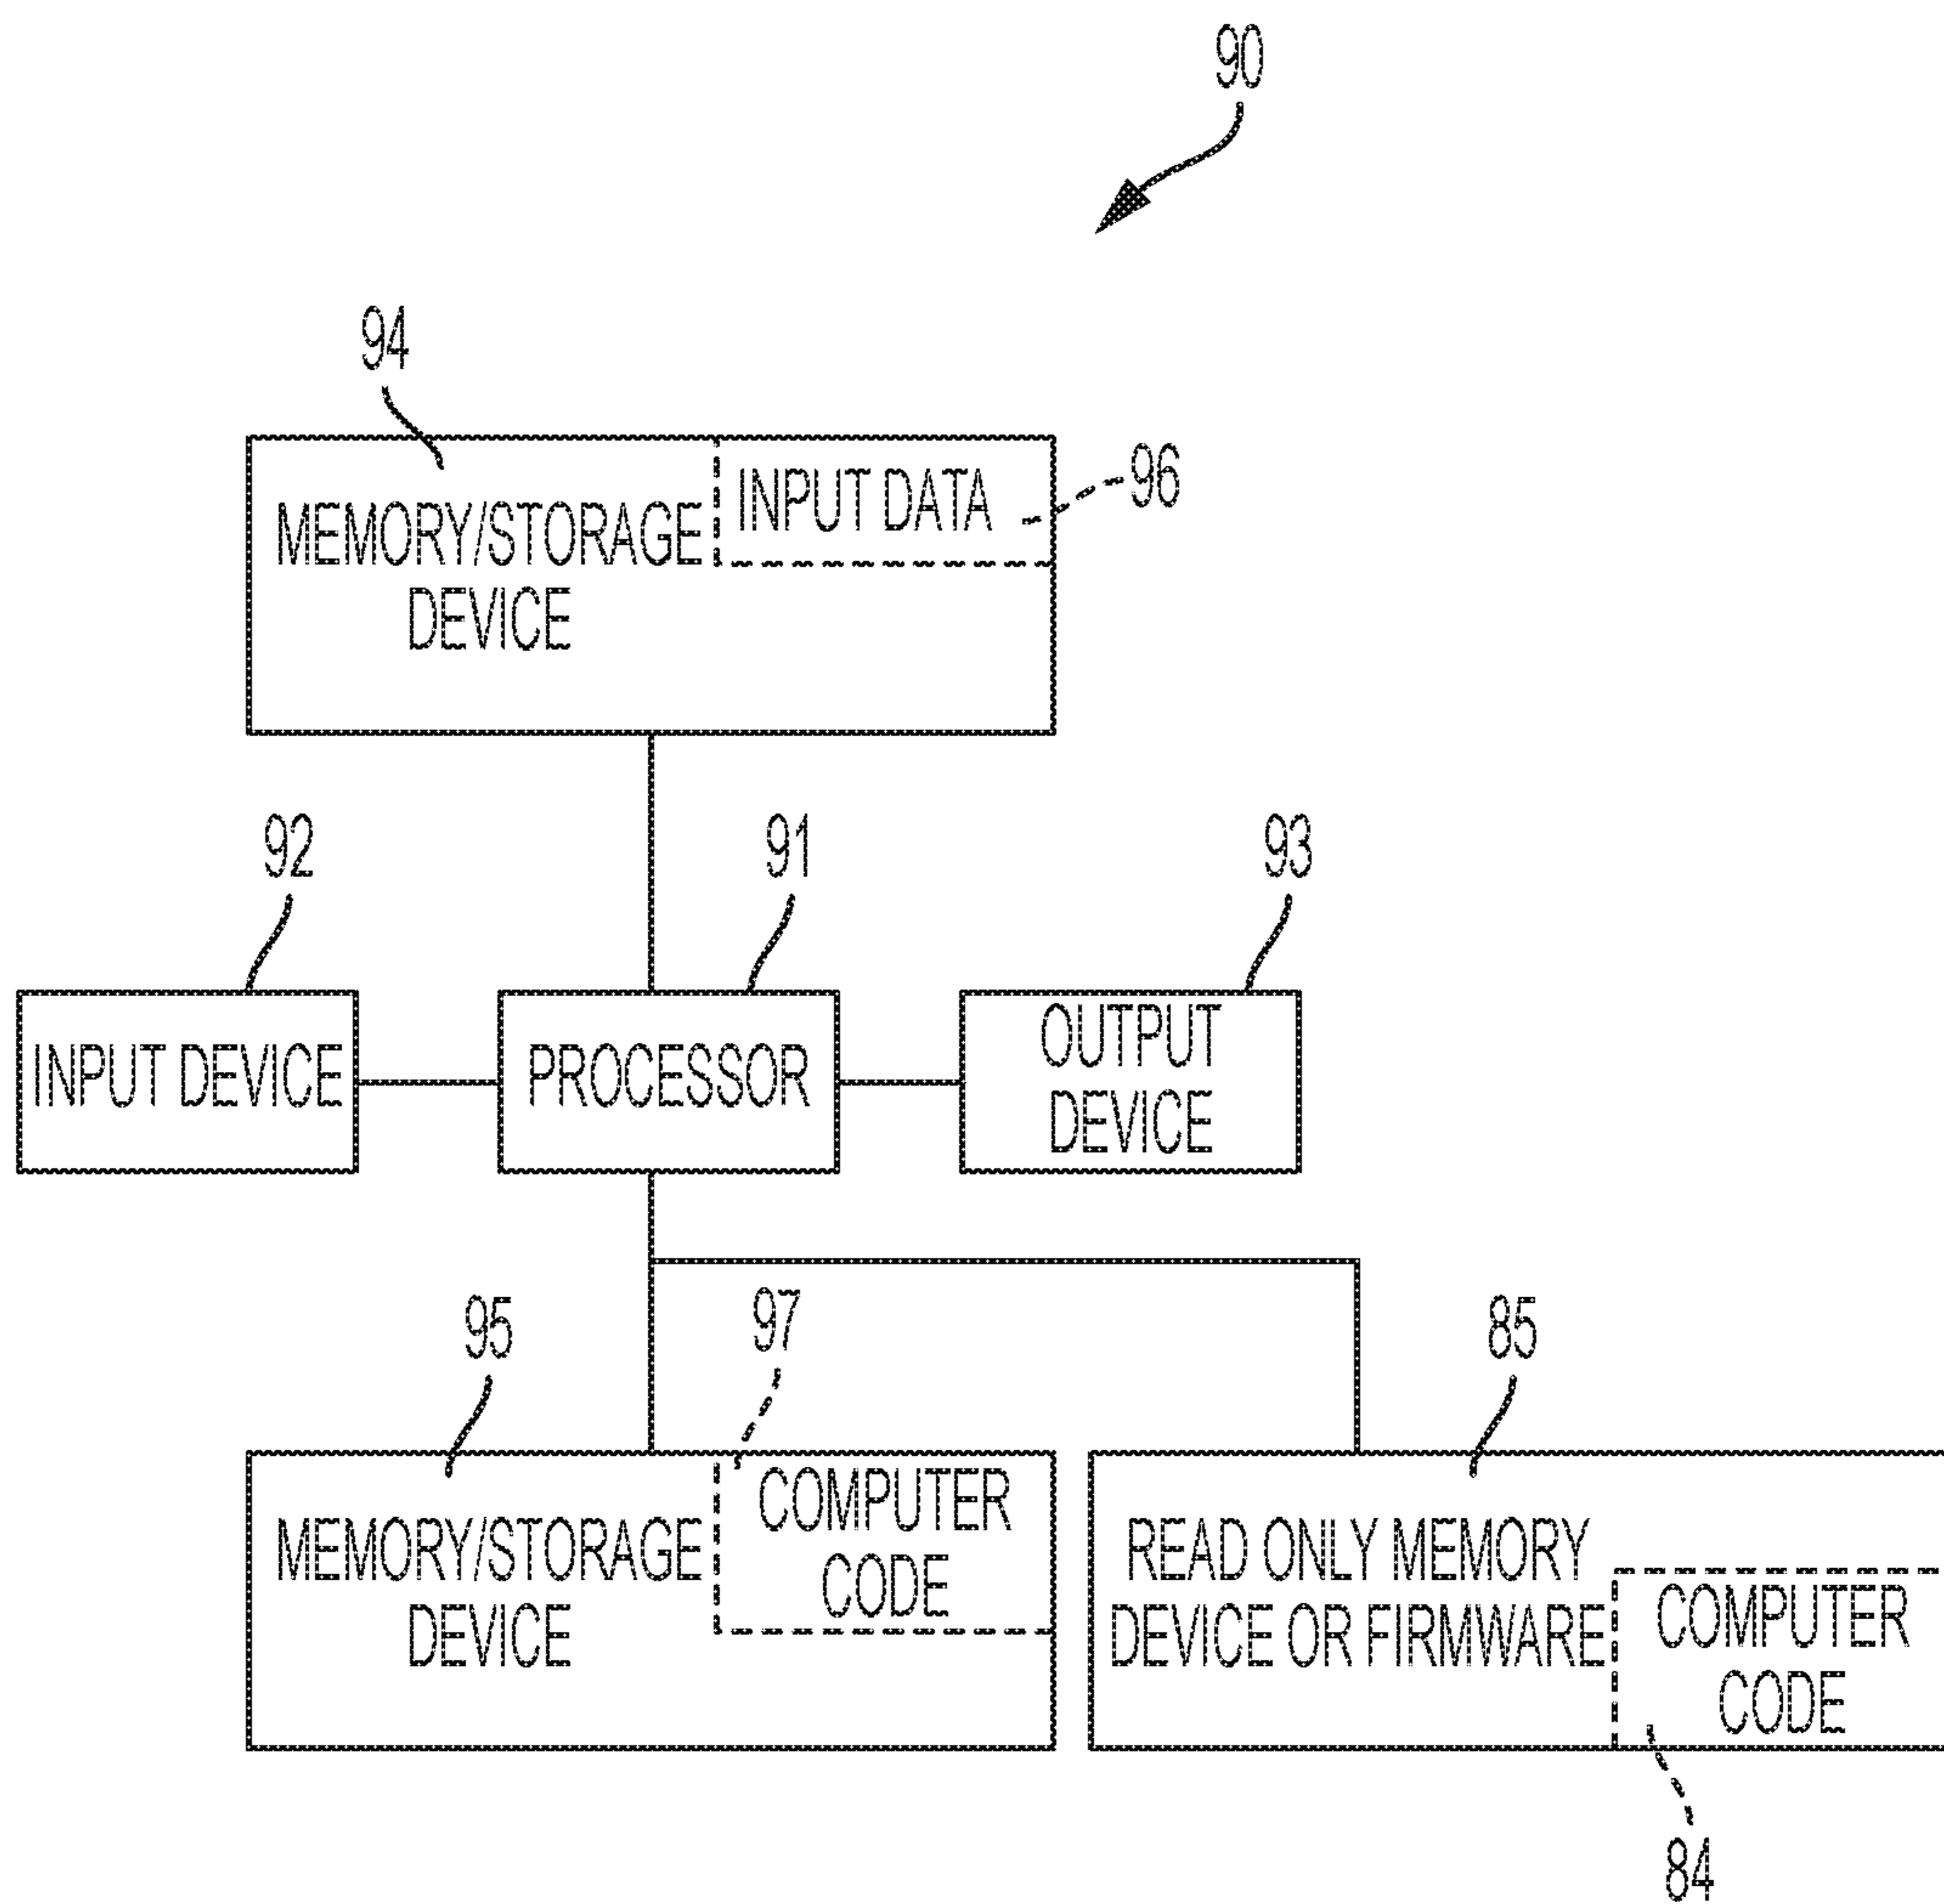 90
94
INPUT DATA
96
MEMORY/STORAGE
DEVICE
92
91
93
INPUT DEVICE
PROCESSOR
OUTPUT
DEVICE
95
97
85
MEMORY/STORAGE
DEVICE
COMPUTER
CODE
READ ONLY MEMORY
DEVICE OR FIRMWARE
COMPUTER
CODE
84